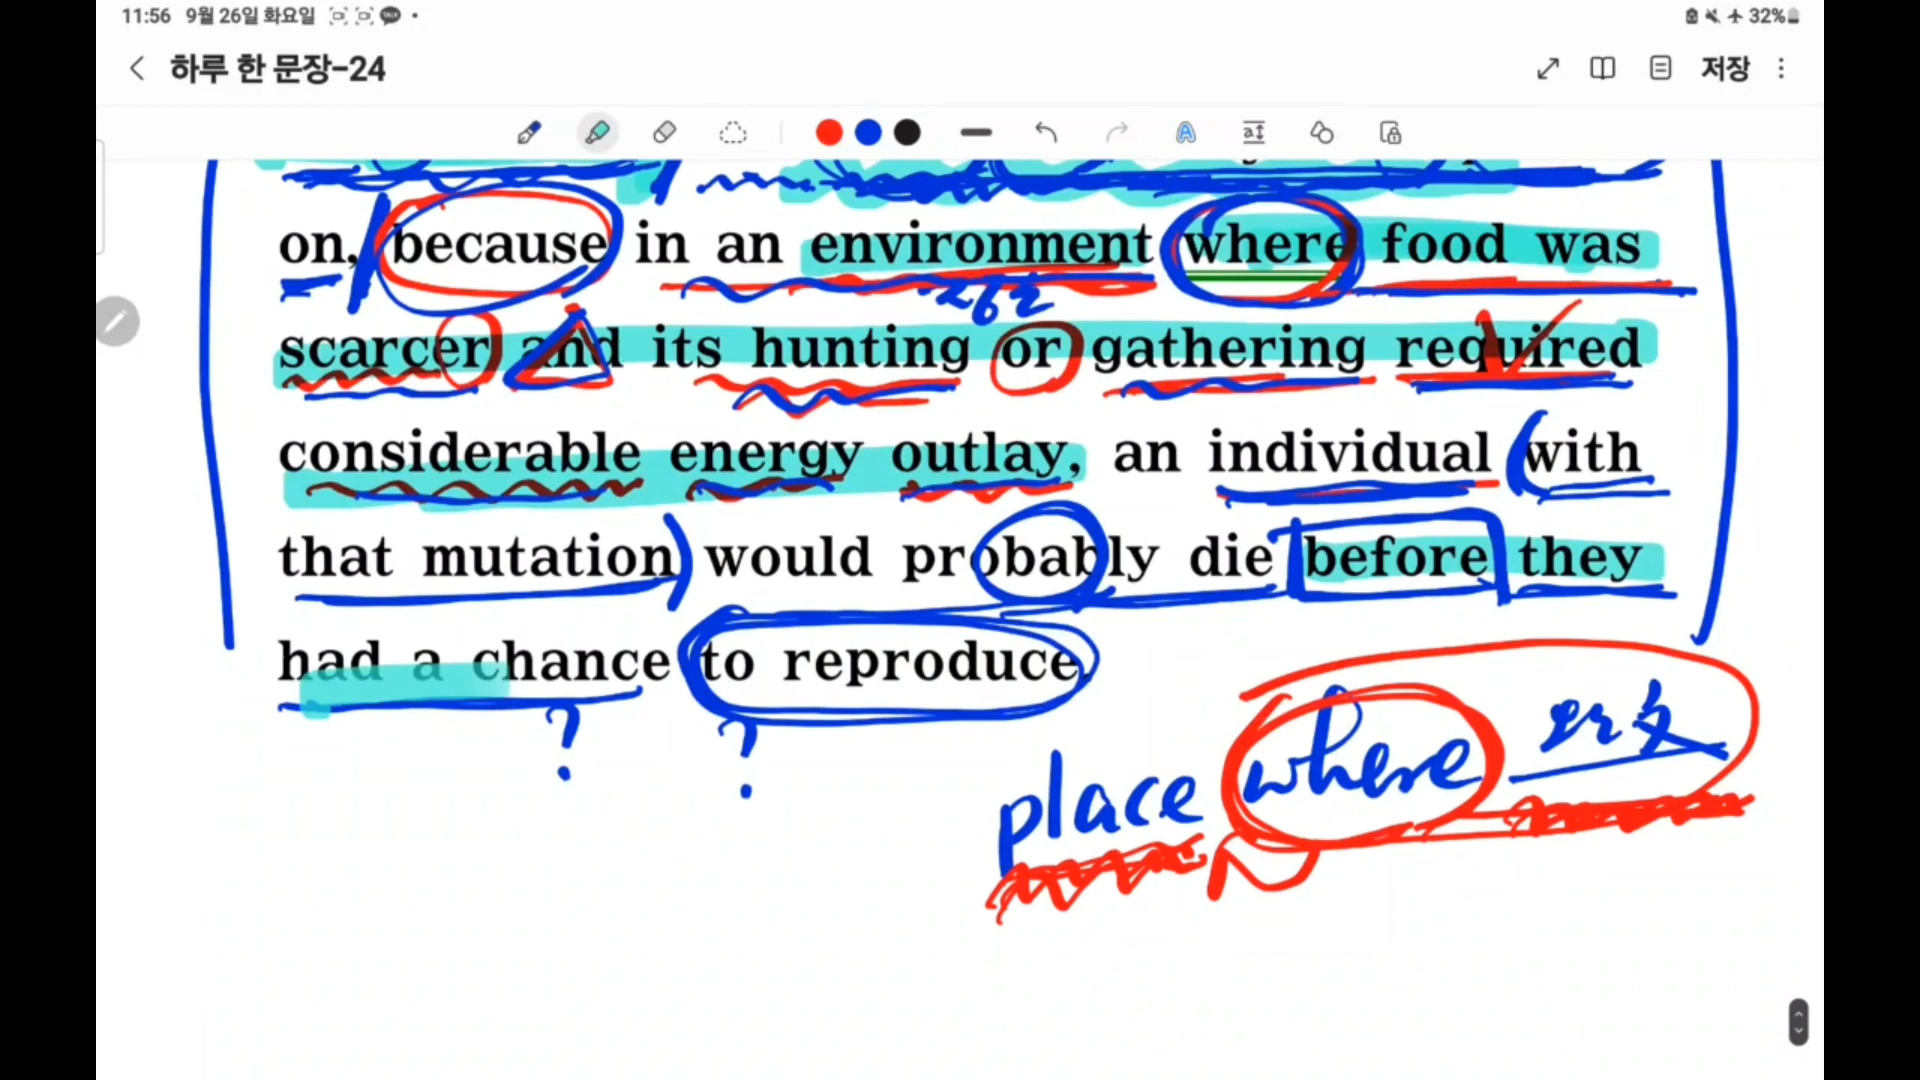 11:56 9월 26일 화요일 32%
하루 한 문장-24
저장
on, because in an environment where food was
scarcer and its hunting or gathering required
considerable energy outlay, an individual with
that mutation would probably die before they
had a chance to reproduce.
? ?
place where